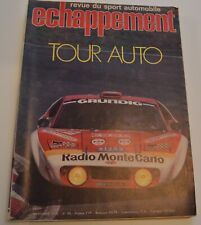 revue du sport automobile
echappement
TOUR AUTO
GRUNDIG
Radio Monte Carlo